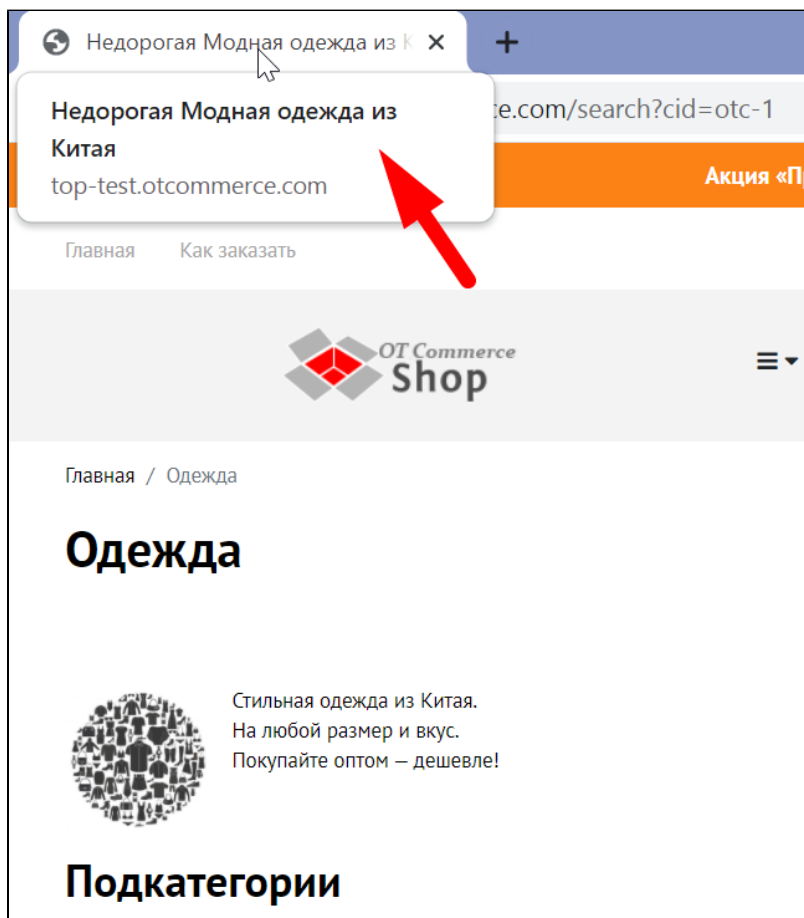 Недорогая Модная одежда из
Недорогая Модная одежда из
Китая
top-test.otcommerce.com
e.com/search?cid=otc-1
Акция
Главная Как заказать
OT Commerce
Shop
Главная / Одежда
Одежда
Стильная одежда из Китая.
На любой размер и вкус.
Покупайте оптом — дешевле!
Подкатегории